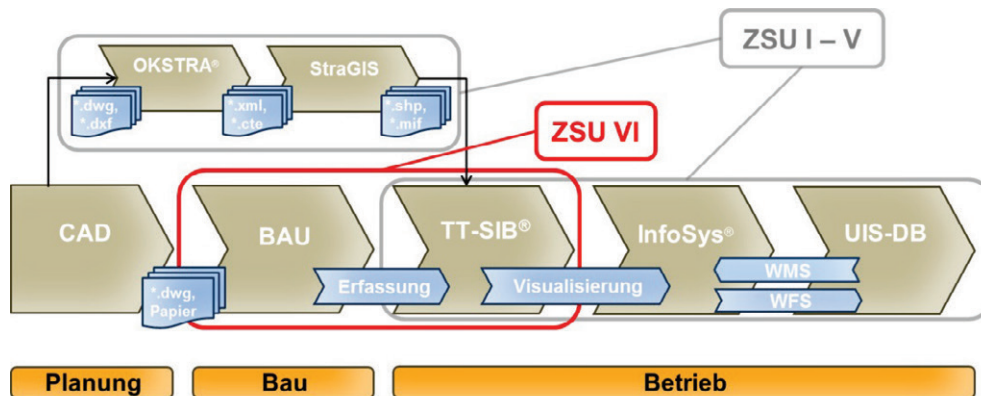 ZSU I – V
OKSTRA®
StraGIS
*.dwg,
*.dxf
*.xml,
*.cte
*.shp,
*.mif
ZSU VI
CAD
BAU
TT-SIB®
InfoSys®
UIS-DB
*.dwg,
Papier
Erfassung
Visualisierung
WMS
WFS
Planung
Bau
Betrieb